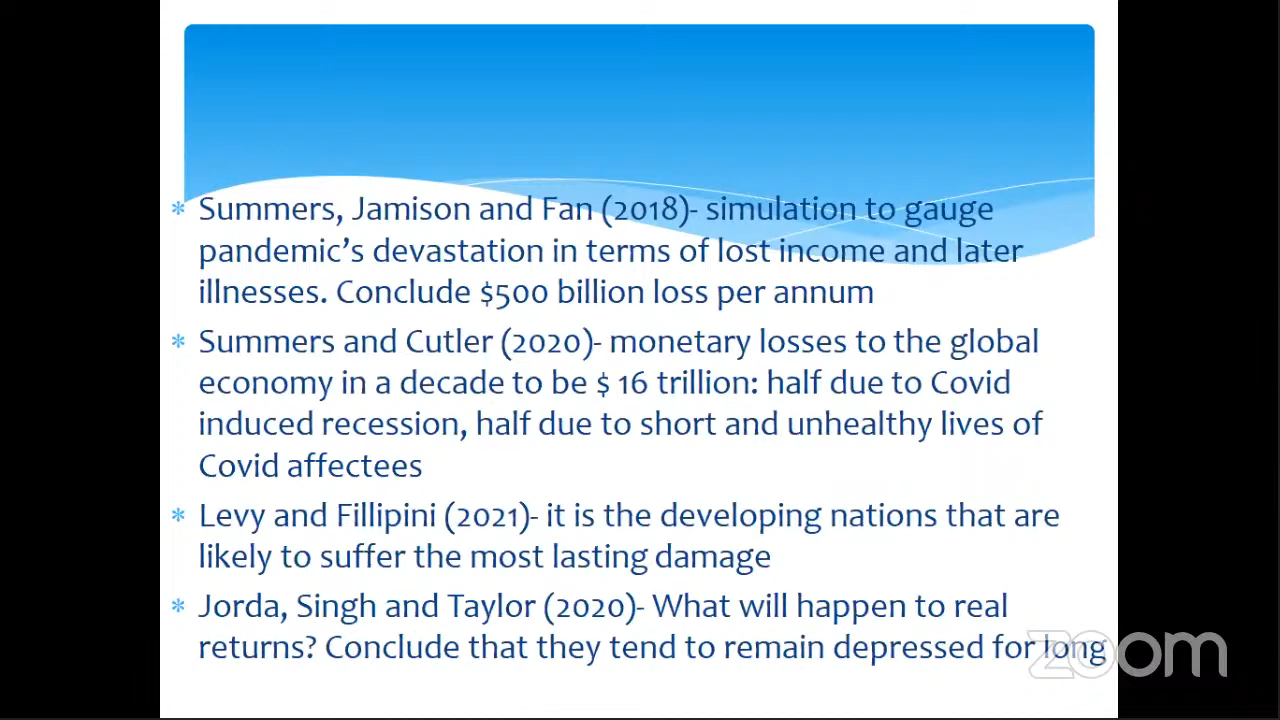 * Summers, Jamison and Fan (2018)- simulation to gauge
pandemic's devastation in terms of lost income and later
illnesses. Conclude $500 billion loss per annum
* Summers and Cutler (2020)- monetary losses to the global
economy in a decade to be $ 16 trillion: half due to Covid
induced recession, half due to short and unhealthy lives of
Covid affectees
* Levy and Fillipini (2021)- it is the developing nations that are
likely to suffer the most lasting damage
* Jorda, Singh and Taylor (2020)- What will happen to real
returns? Conclude that they tend to remain depressed for long
zoom